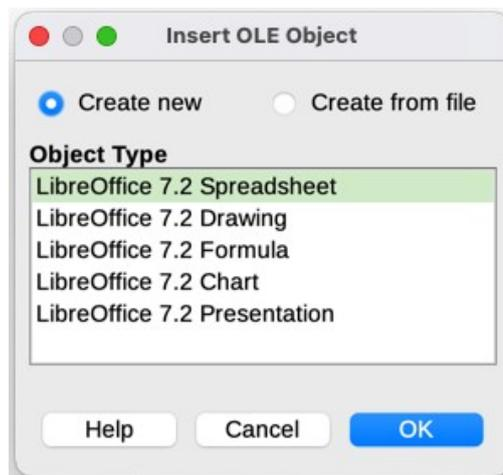 Insert OLE Object
Create new Create from file
Object Type
LibreOffice 7.2 Spreadsheet
LibreOffice 7.2 Drawing
LibreOffice 7.2 Formula
LibreOffice 7.2 Chart
LibreOffice 7.2 Presentation
Help Cancel OK